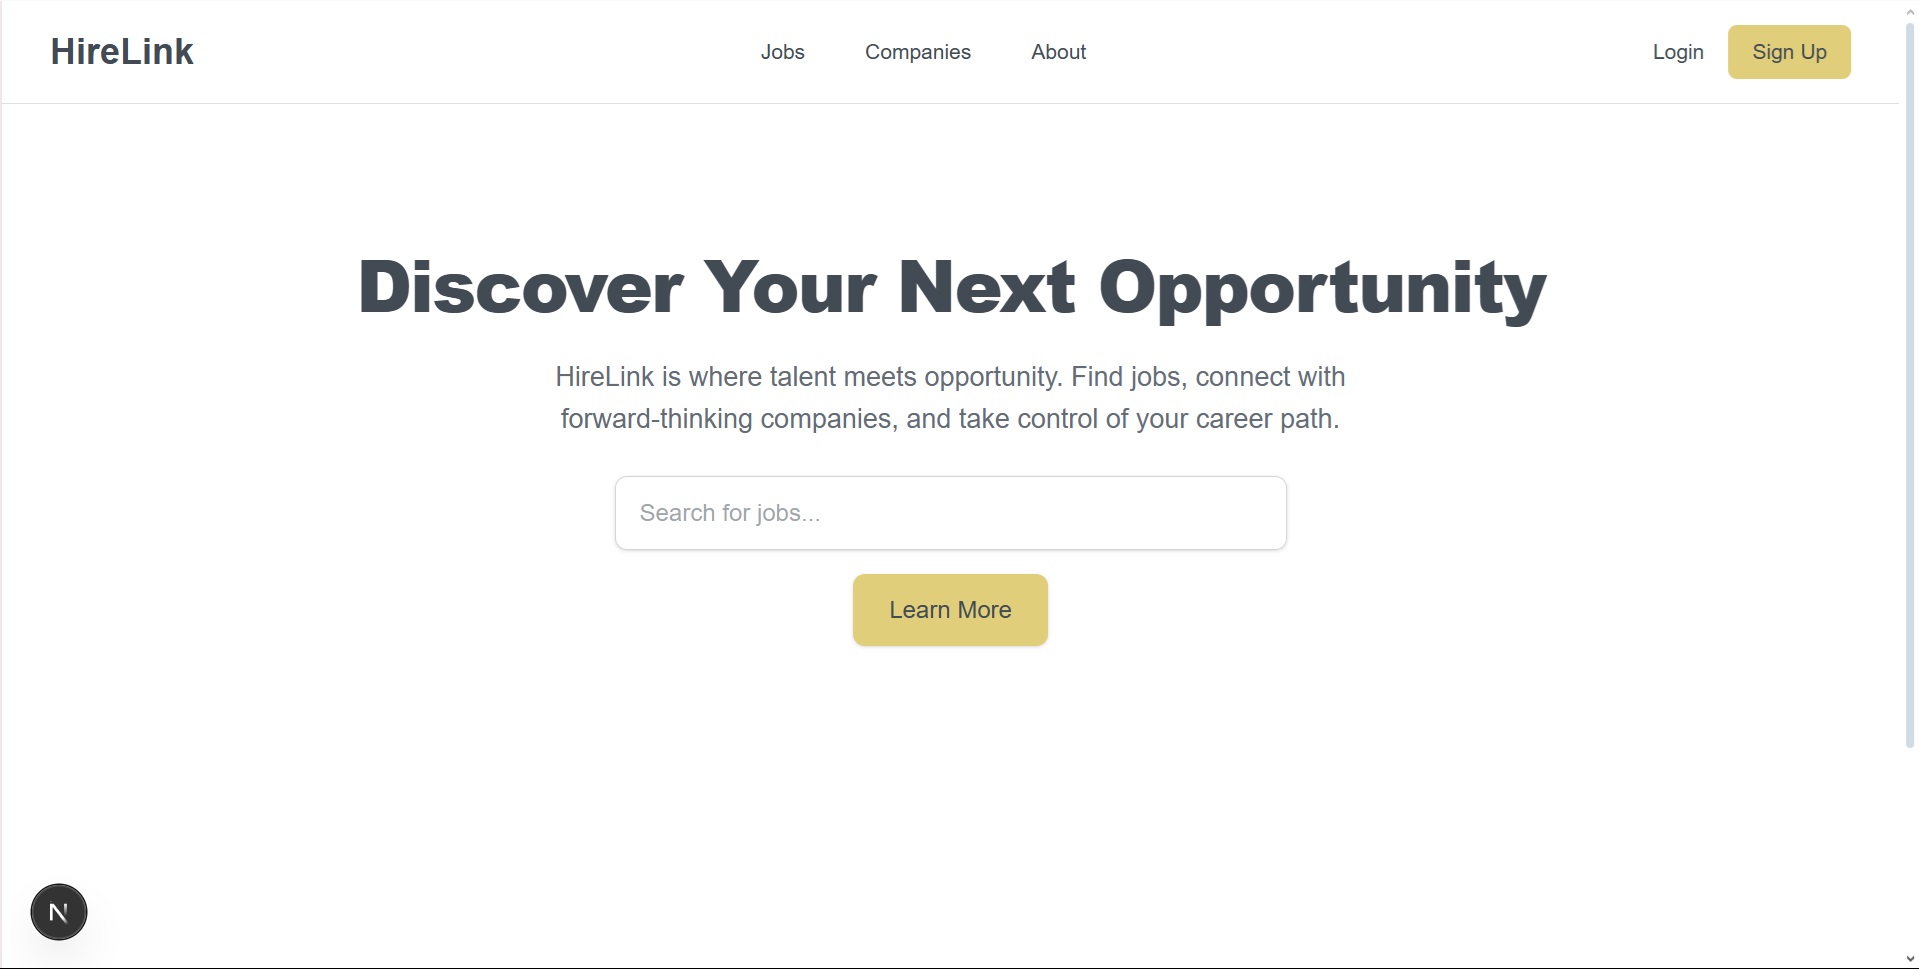 HireLink
Jobs
Companies
About
Login
Sign Up
Discover Your Next Opportunity
HireLink is where talent meets opportunity. Find jobs, connect with
forward-thinking companies, and take control of your career path.
Search for jobs...
Learn More
N